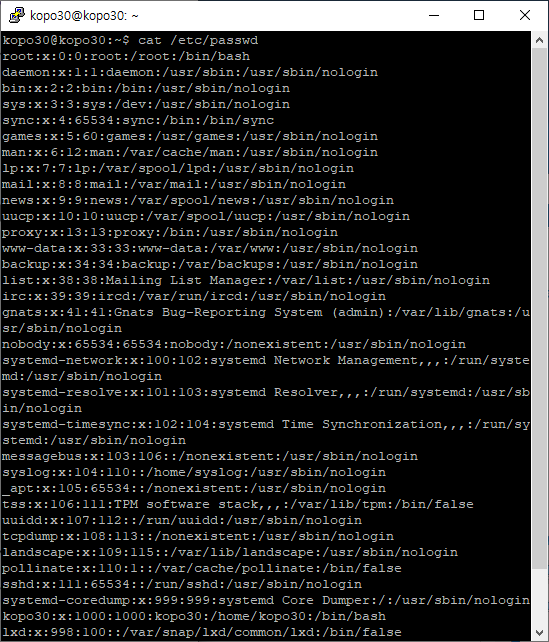 kopo30@kopo30: ~
kopo30@kopo30:~$ cat /etc/passwd
root:x:0:0:root:/root:/bin/bash
daemon:x:1:1:daemon:/usr/sbin:/usr/sbin/nologin
bin:x:2:2:bin:/bin:/usr/sbin/nologin
sys:x:3:3:sys:/dev:/usr/sbin/nologin
sync:x:4:65534:sync:/bin:/bin/sync
games:x:5:60:games:/usr/games:/usr/sbin/nologin
man:x:6:12:man:/var/cache/man:/usr/sbin/nologin
lp:x:7:7:lp:/var/spool/lpd:/usr/sbin/nologin
mail:x:8:8:mail:/var/mail:/usr/sbin/nologin
news:x:9:9:news:/var/spool/news:/usr/sbin/nologin
uucp:x:10:10:uucp:/var/spool/uucp:/usr/sbin/nologin
proxy:x:13:13:proxy:/bin:/usr/sbin/nologin
www-data:x:33:33:www-data:/var/www:/usr/sbin/nologin
backup:x:34:34:backup:/var/backups:/usr/sbin/nologin
list:x:38:38:Mailing List Manager:/var/list:/usr/sbin/nologin
irc:x:39:39:ircd:/var/run/ircd:/usr/sbin/nologin
gnats:x:41:41:Gnats Bug-Reporting System (admin):/var/lib/gnats:/u
sr/sbin/nologin
nobody:x:65534:65534:nobody:/nonexistent:/usr/sbin/nologin
systemd-network:x:100:102:systemd Network Management,,,:/run/syste
md:/usr/sbin/nologin
systemd-resolve:x:101:103:systemd Resolver,,,:/run/systemd:/usr/sb
in/nologin
systemd-timesync:x:102:104:systemd Time Synchronization,,,:/run/sy
stemd:/usr/sbin/nologin
messagebus:x:103:106::/nonexistent:/usr/sbin/nologin
syslog:x:104:110::/home/syslog:/usr/sbin/nologin
_apt:x:105:65534::/nonexistent:/usr/sbin/nologin
tss:x:106:111:TPM software stack,,,:/var/lib/tpm:/bin/false
uuidd:x:107:112::/run/uuidd:/usr/sbin/nologin
tcpdump:x:108:113::/nonexistent:/usr/sbin/nologin
landscape:x:109:115::/var/lib/landscape:/usr/sbin/nologin
pollinate:x:110:1::/var/cache/pollinate:/bin/false
sshd:x:111:65534::/run/sshd:/usr/sbin/nologin
systemd-coredump:x:999:999:systemd Core Dumper:/:/usr/sbin/nologin
kopo30:x:1000:1000:kopo30:/home/kopo30:/bin/bash
lxd:x:998:100::/var/snap/lxd/common/lxd:/bin/false